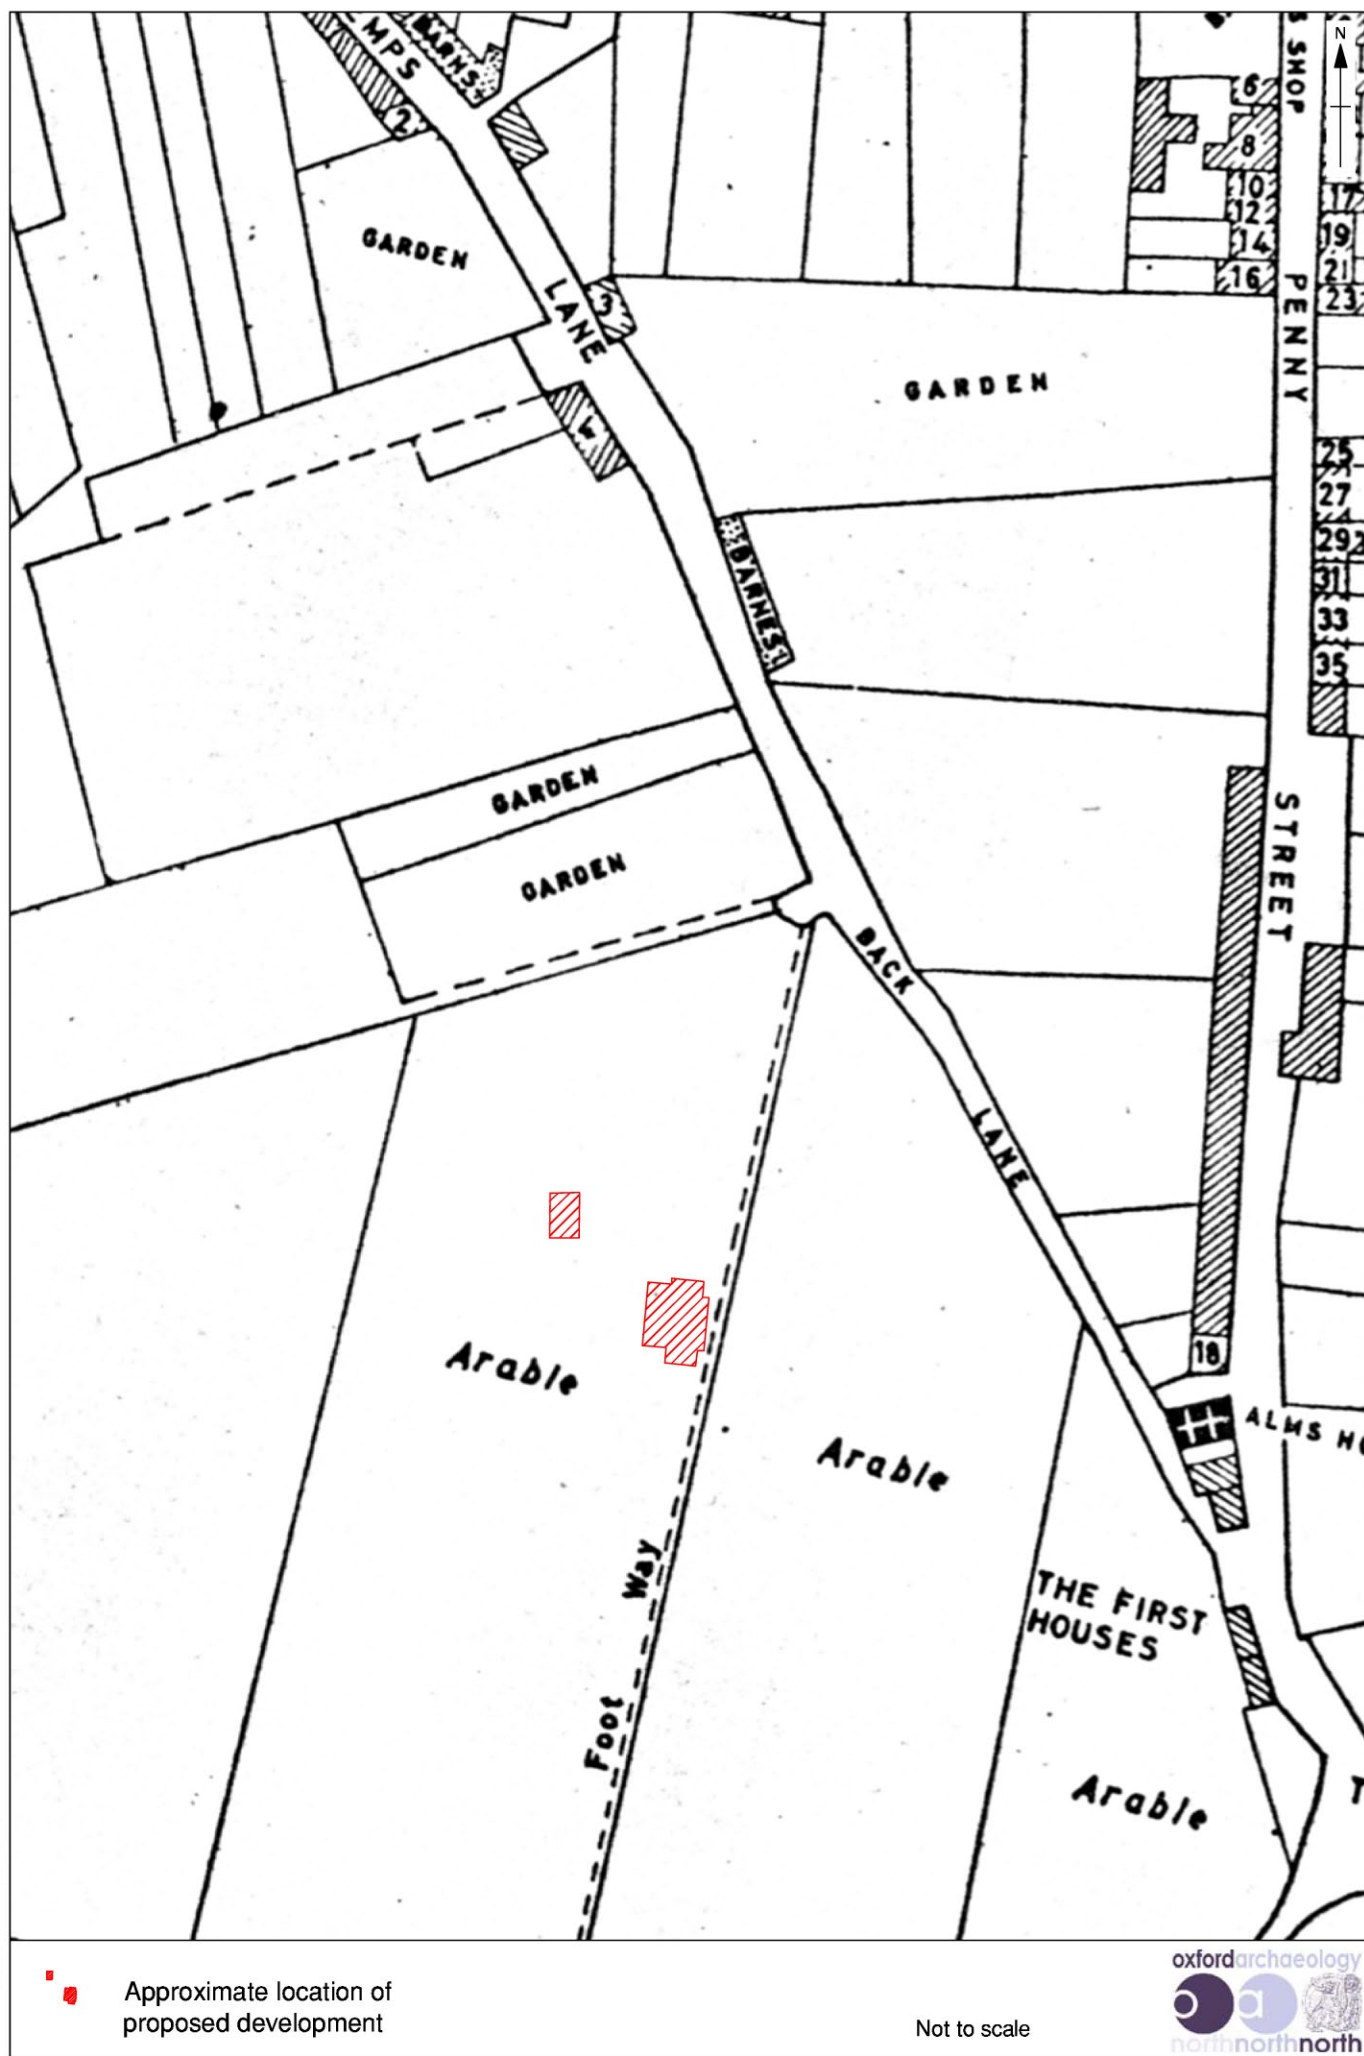 EMPS
BARNS
SHOP
N
2
6
8
10
12
14
16
17
19
21
23
GARDEN
3
LANE
PENNY
GARDEN
25
27
29
31
33
35
BARNES
GARDEN
GARDEN
STREET
BACK
LANE
18
ALMS HO
Arable
Arable
Way
Foot
THE FIRST
HOUSES
Arable
T
Approximate location of
proposed development
Not to scale
oxfordarchaeology
o a
northnorthnorth